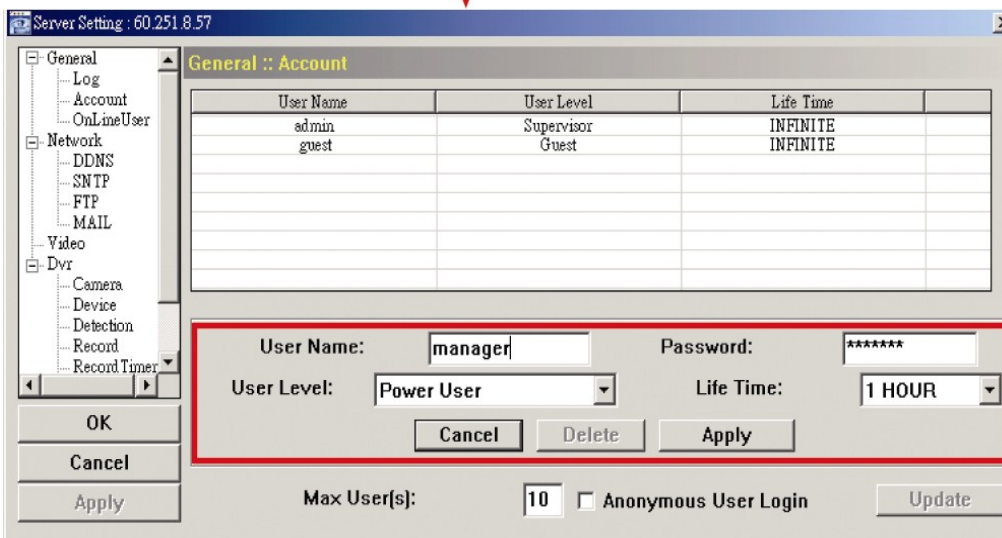 Server Setting : 60.251.8.57
General
Log
Account
OnLineUser
Network
DDNS
SNTP
FTP
MAIL
Video
Dvr
Camera
Device
Detection
Record
Record Timer
OK
Cancel
Apply
General :: Account
User Name User Level Life Time
admin Supervisor INFINITE
guest Guest INFINITE
User Name: manager Password: *******
User Level: Power User Life Time: 1 HOUR
Cancel Delete Apply
Max User(s): 10 Anonymous User Login Update